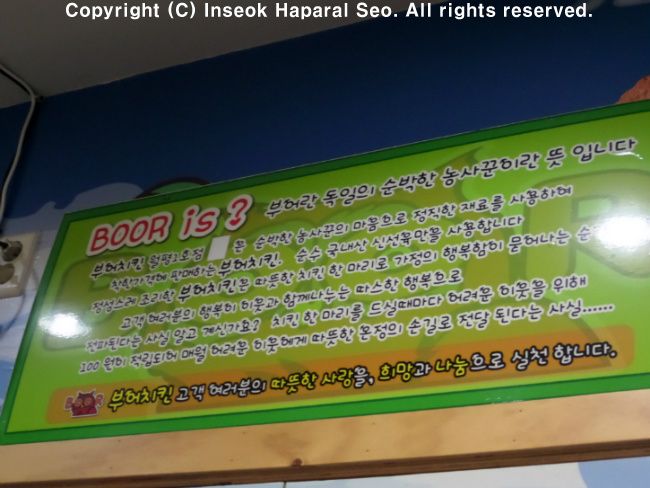 Copyright (C) Inseok Haparal Seo. All rights reserved.
BOOR is? 부어란 독일의 순박한 농사꾼이란 뜻 입니다
부어치킨 월평2호점 은 순박한 농사꾼의 마음으로 정직한 재료를 사용하여
착한가격에 판매하는 부어치킨, 순수 국내산 신선육만을 사용합니다
정성스레 조리한 부어치킨은 따뜻한 치킨 한 마리로 가정의 행복함이 묻어나는 순
고객 여러분의 행복이 이웃과 함께나누는 따스한 행복으로
전파된다는 사실 알고 계신가요? 치킨 한 마리를 드실때마다 어려운 이웃을 위해
100 원이 적립되어 매월 어려운 이웃에게 따뜻한 온정의 손길로 전달 된다는 사실......
BOOR 부어치킨 고객 여러분의 따뜻한 사랑을, 희망과 나눔으로 실천 합니다.